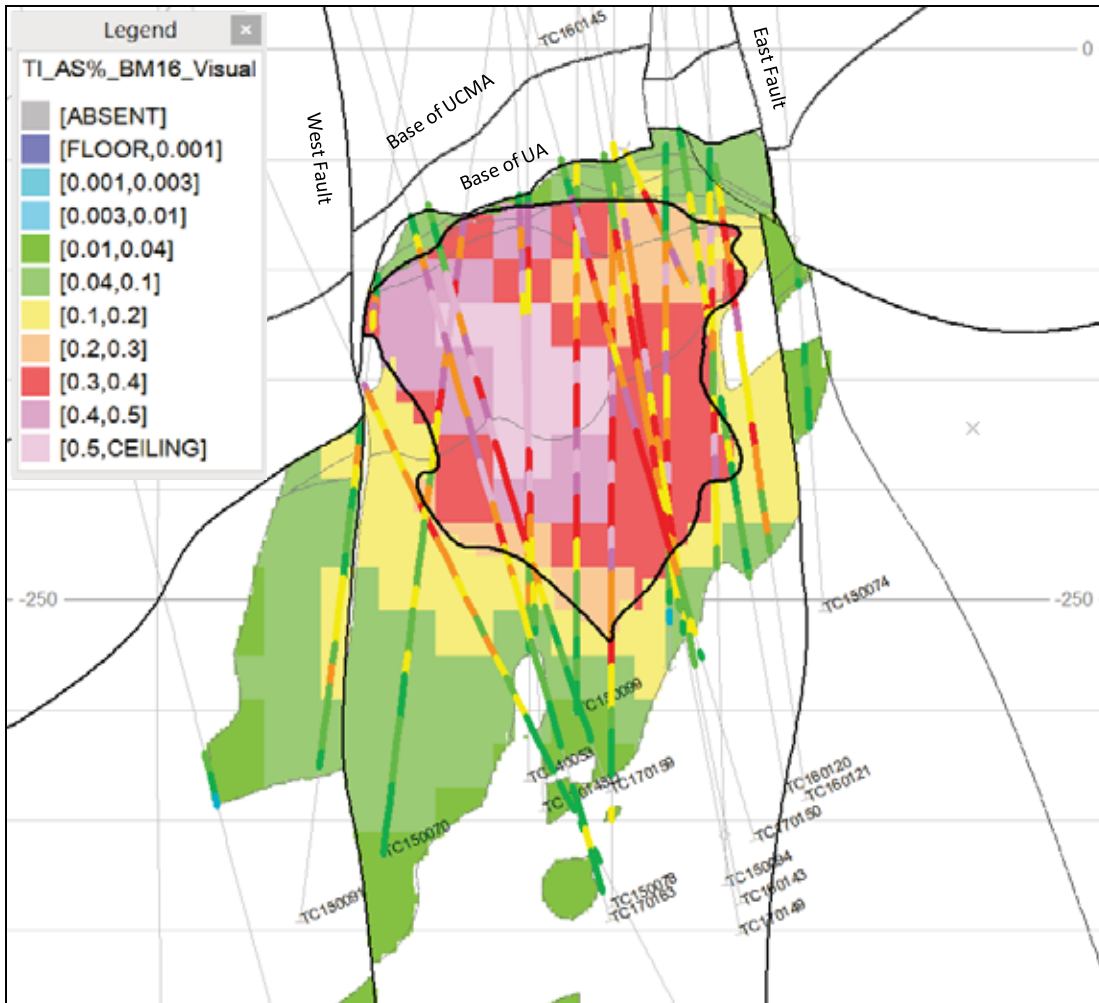 Legend
×
TI_AS%_BM16_Visual
[ABSENT]
[FLOOR,0.001]
[0.001,0.003]
[0.003,0.01]
[0.01,0.04]
[0.04,0.1]
[0.1,0.2]
[0.2,0.3]
[0.3,0.4]
[0.4,0.5]
[0.5,CEILING]
TC160145
0
East Fault
West Fault
Base of UCMA
Base of UA
-250
-250
TC150074
TC150099
TC170159
TC160120
TC160121
TC170150
TC150070
TC150094
TC150078
TC170163
TC170149